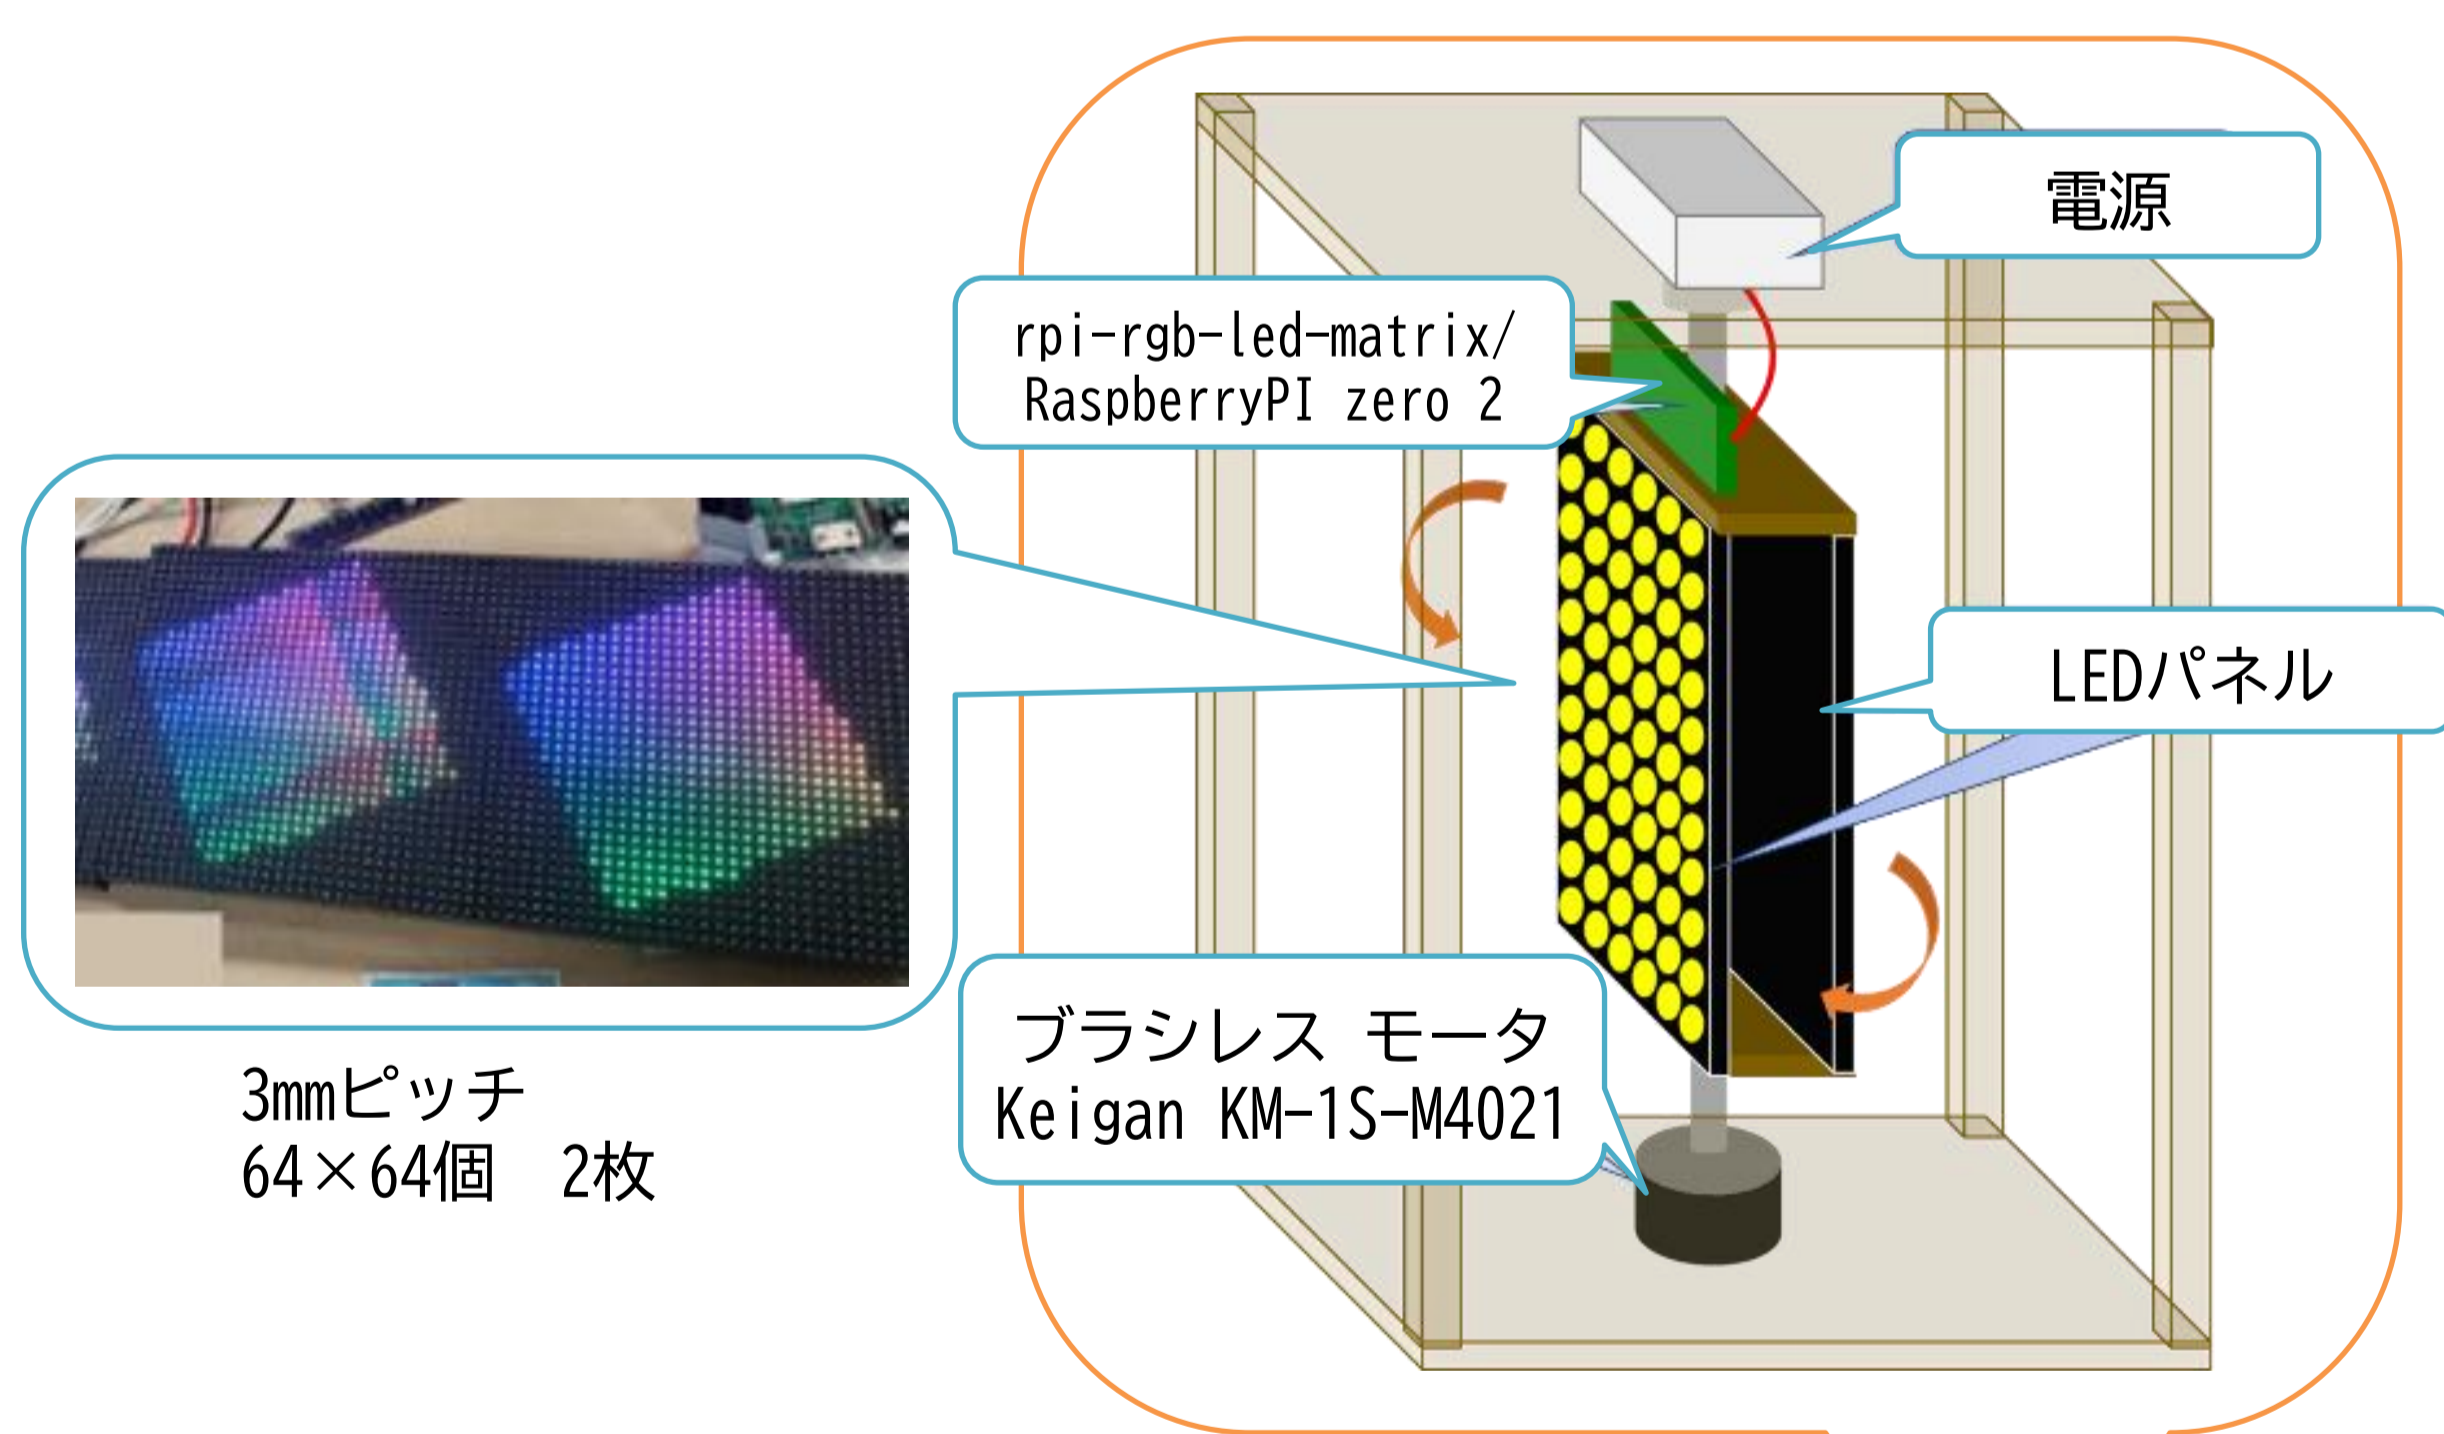 電源
rpi-rgb-led-matrix/
RaspberryPI zero 2
LEDパネル
ブラシレス モータ
Keigan KM-1S-M4021
3mmピッチ
64×64個　2枚